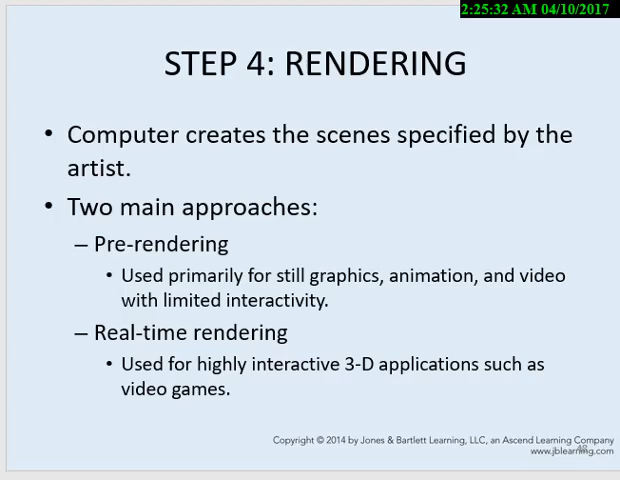 2:25:32 AM 04/10/2017
STEP 4: RENDERING
• Computer creates the scenes specified by the
artist.
• Two main approaches:
– Pre-rendering
• Used primarily for still graphics, animation, and video
with limited interactivity.
– Real-time rendering
• Used for highly interactive 3-D applications such as
video games.
Copyright © 2014 by Jones & Bartlett Learning, LLC, an Ascend Learning Company
www.jblearning.com